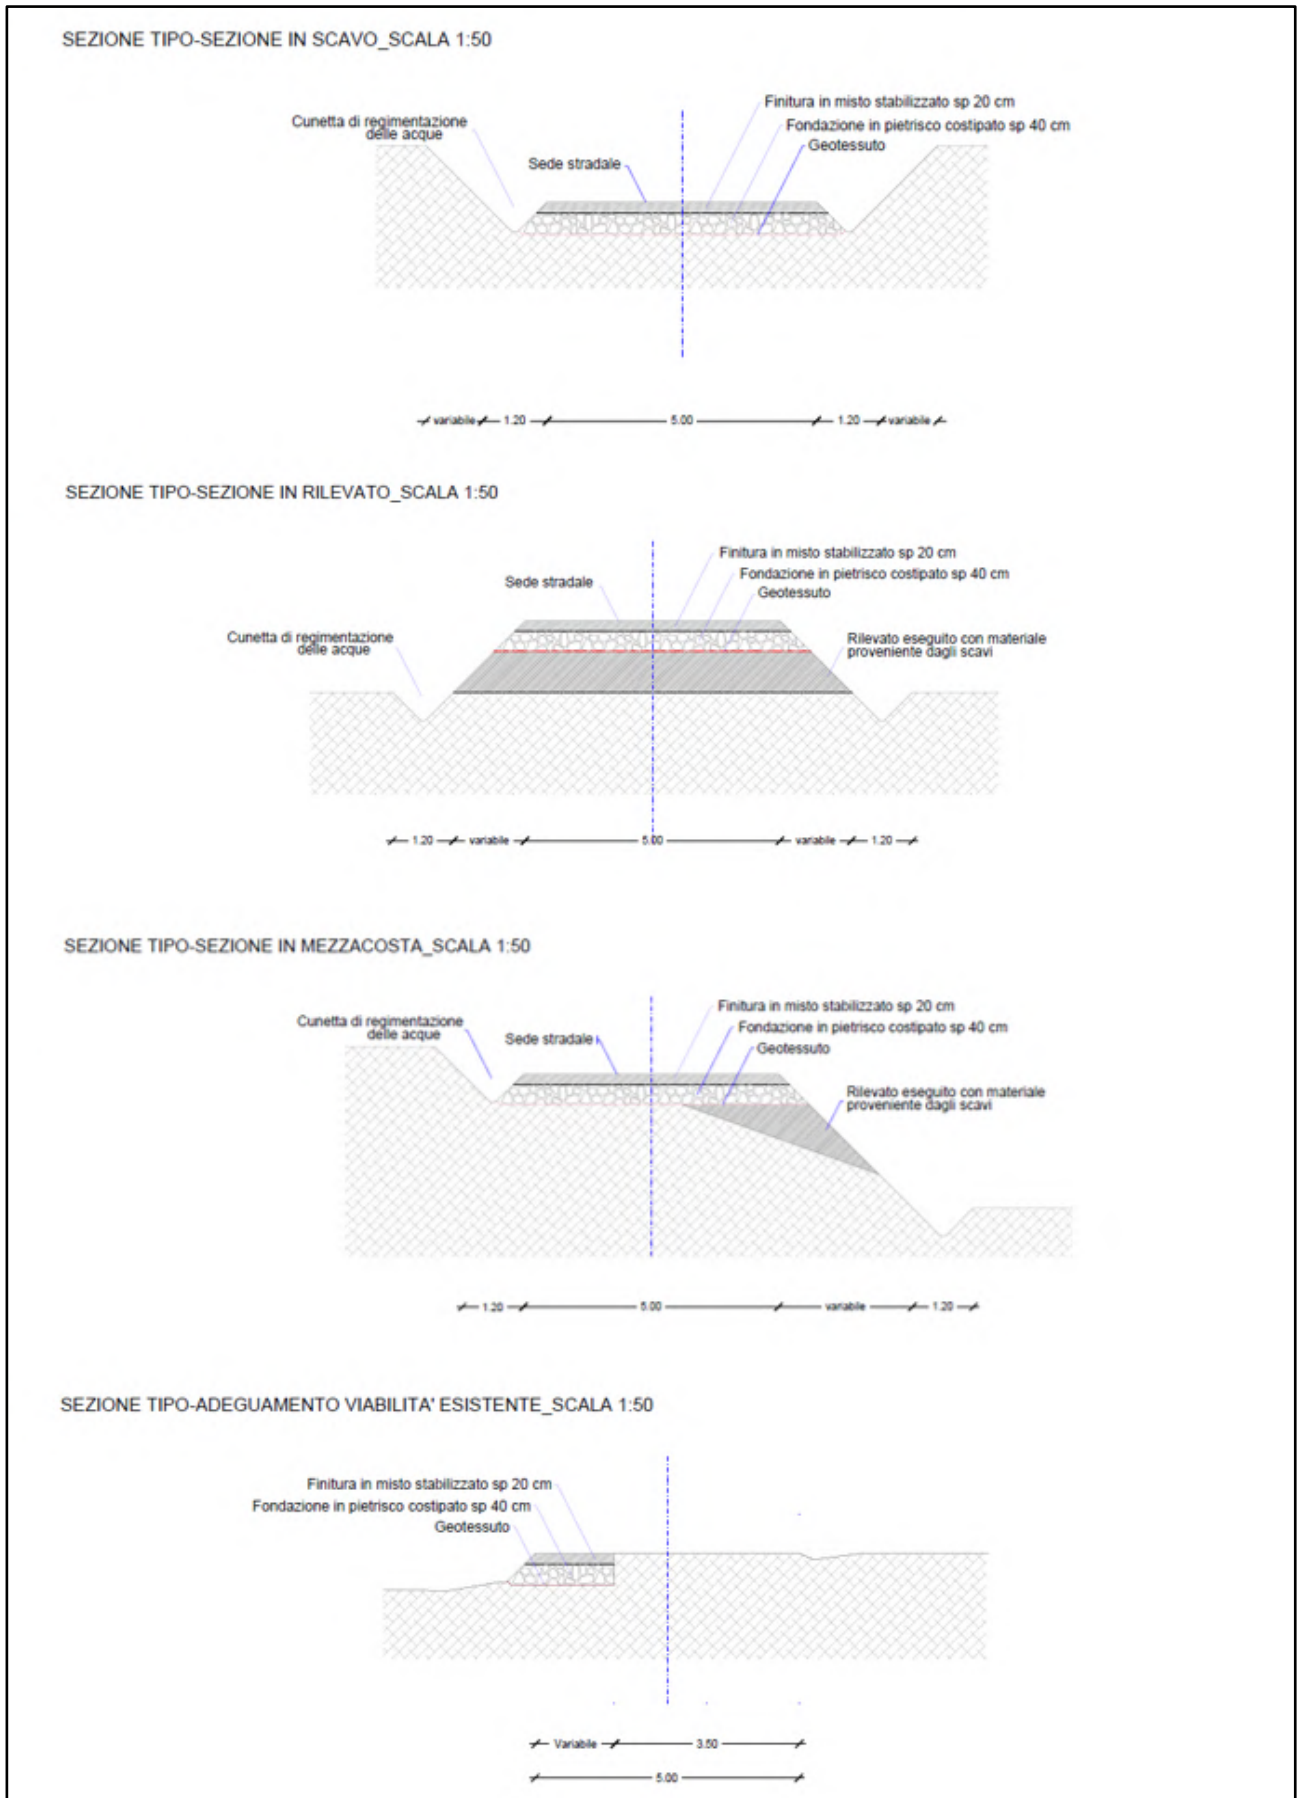 SEZIONE TIPO-SEZIONE IN SCAVO_SCALA 1:50
Finitura in misto stabilizzato sp 20 cm
Cunetta di regimentazione
delle acque
Fondazione in pietrisco costipato sp 40 cm
Geotessuto
Sede stradale
variabile 1.20 5.00 1.20 variabile
SEZIONE TIPO-SEZIONE IN RILEVATO_SCALA 1:50
Finitura in misto stabilizzato sp 20 cm
Fondazione in pietrisco costipato sp 40 cm
Sede stradale
Geotessuto
Cunetta di regimentazione
delle acque
Rilevato eseguito con materiale
proveniente dagli scavi
1.20 variabile 5.00 variabile 1.20
SEZIONE TIPO-SEZIONE IN MEZZACOSTA_SCALA 1:50
Finitura in misto stabilizzato sp 20 cm
Cunetta di regimentazione
delle acque
Fondazione in pietrisco costipato sp 40 cm
Sede stradale
Geotessuto
Rilevato eseguito con materiale
proveniente dagli scavi
1.20 5.00 variabile 1.20
SEZIONE TIPO-ADEGUAMENTO VIABILITA' ESISTENTE_SCALA 1:50
Finitura in misto stabilizzato sp 20 cm
Fondazione in pietrisco costipato sp 40 cm
Geotessuto
Variabile 3.50
5.00